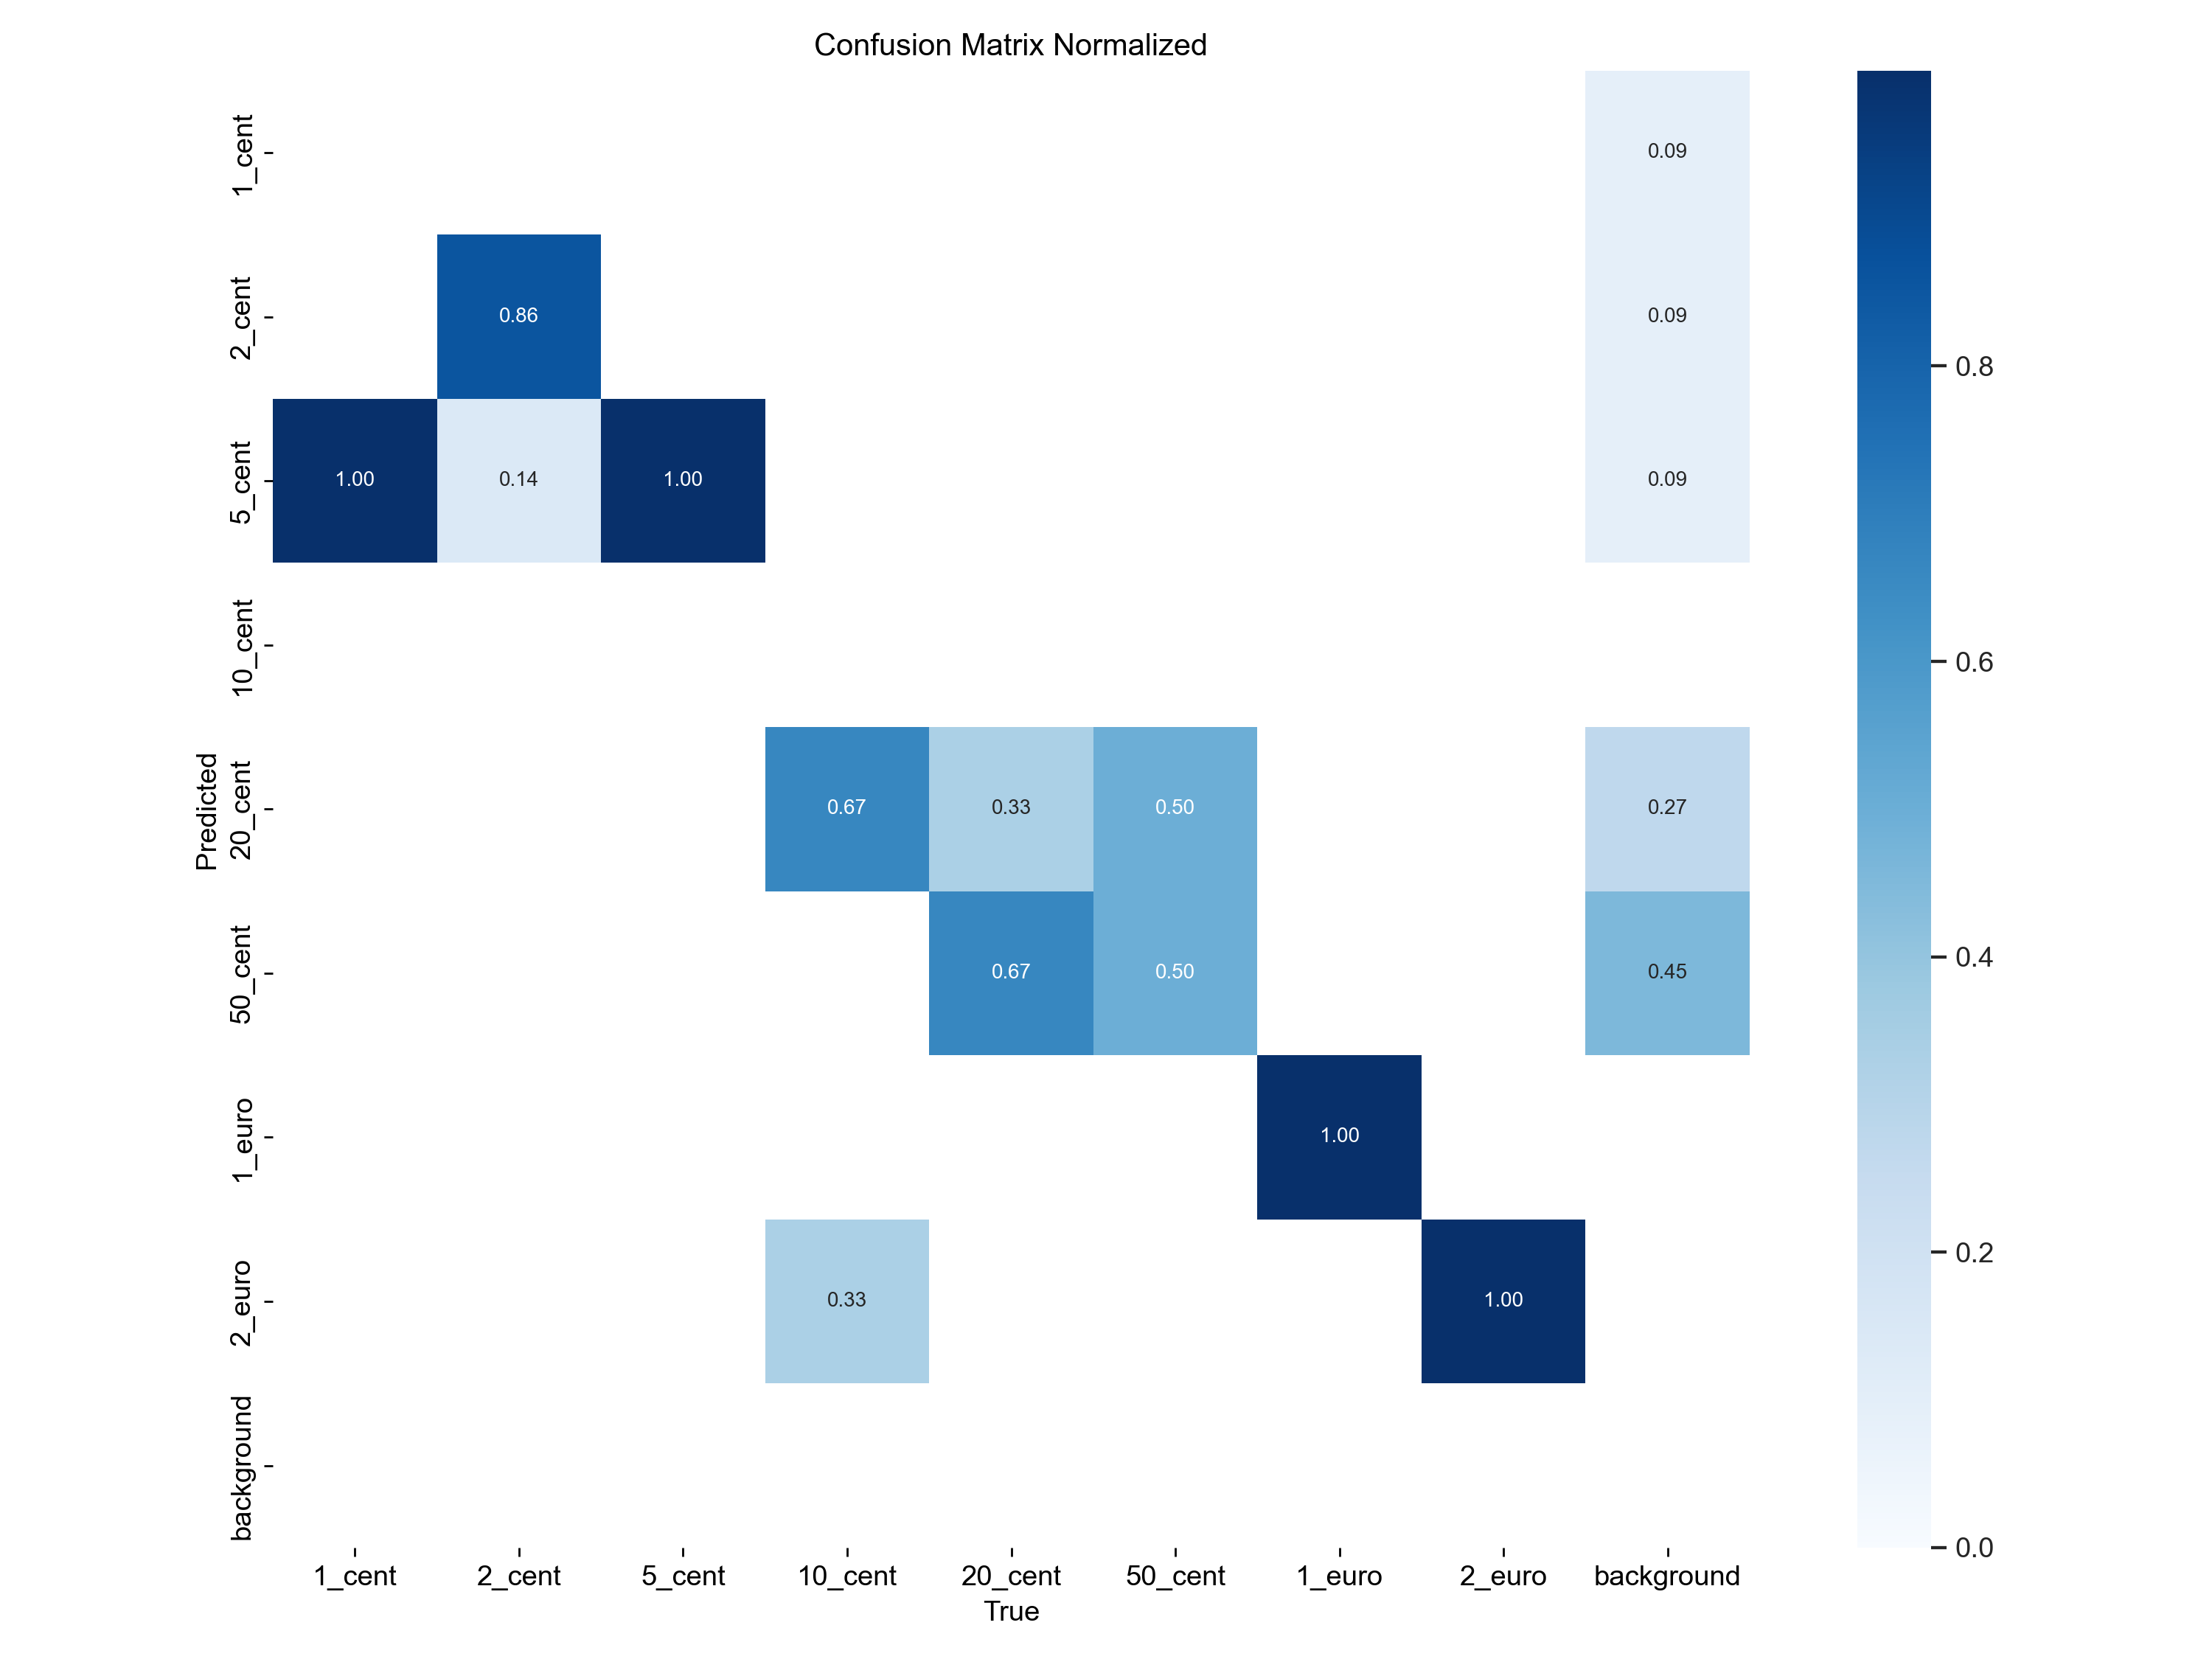 Confusion Matrix Normalized
1_cent
0.09
2_cent
0.86
0.09
0.8
5_cent
1.00
0.14
1.00
0.09
10_cent
0.6
Predicted
20_cent
0.67
0.33
0.50
0.27
50_cent
0.67
0.50
0.45
0.4
1_euro
1.00
2_euro
0.33
1.00
0.2
background
0.0
1_cent
2_cent
5_cent
10_cent
20_cent
50_cent
1_euro
2_euro
background
True